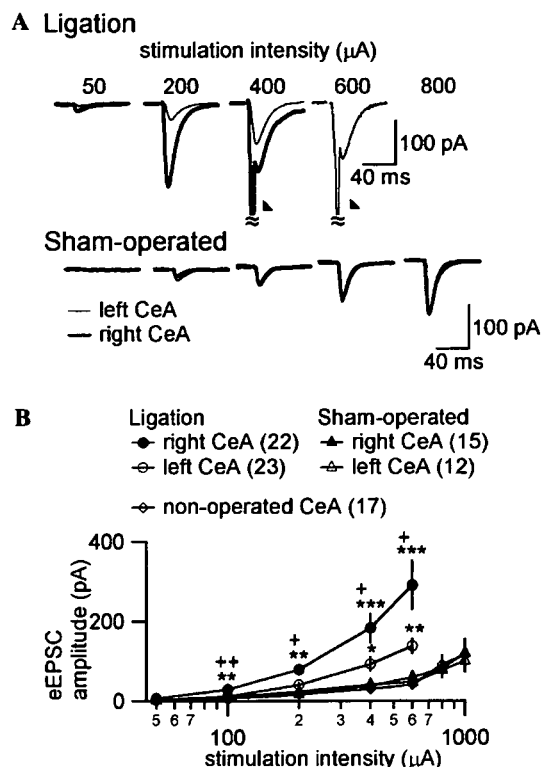 A Ligation
stimulation intensity (μA)
50 200 400 600 800
100 pA
40 ms
≈ ≈
Sham-operated
left CeA
right CeA
100 pA
40 ms
B
Ligation Sham-operated
right CeA (22) right CeA (15)
left CeA (23) left CeA (12)
non-operated CeA (17)
eEPSC
amplitude (pA)
400
200
0
++
**
+
**
+
***
*
+
***
**
5 6 7 100 2 3 4 5 6 7 1000
stimulation intensity (μA)